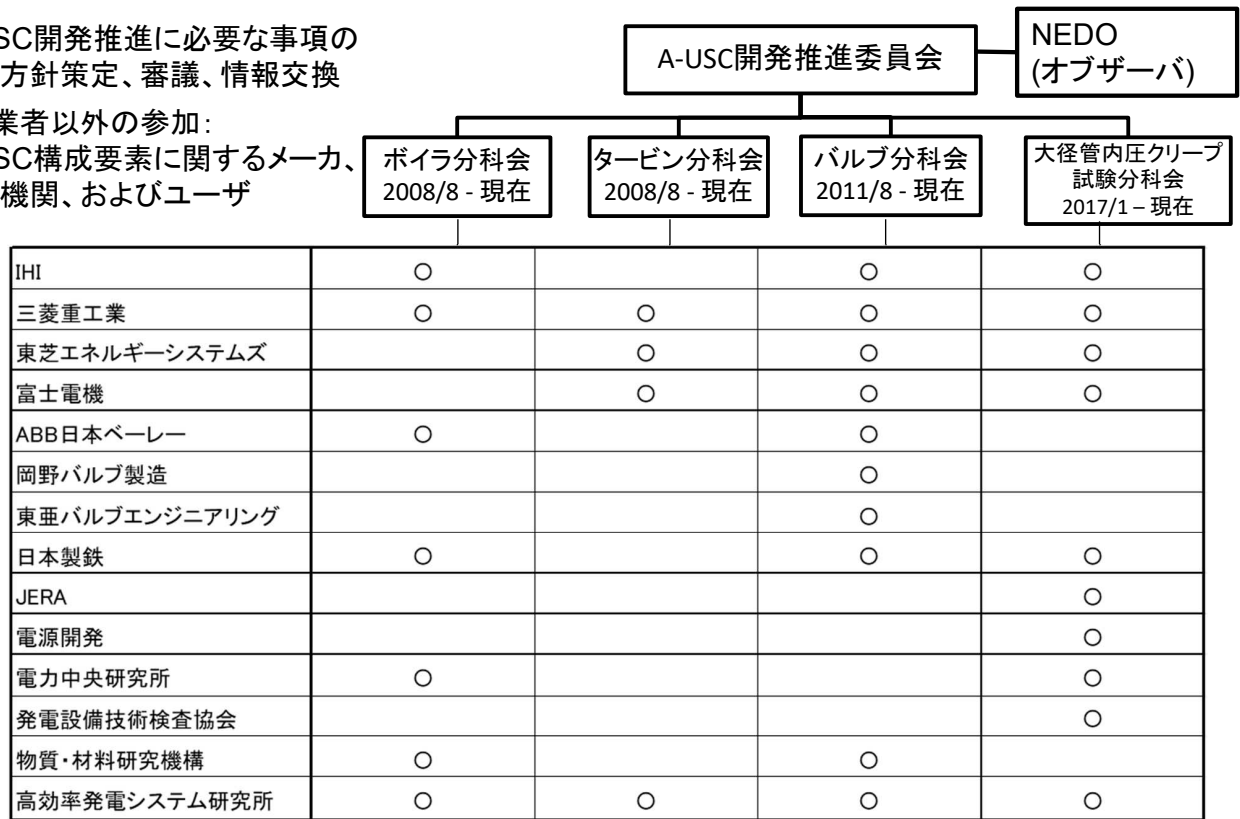 SC開発推進に必要な事項の
方針策定、審議、情報交換
業者以外の参加：
SC構成要素に関するメーカ、
機関、およびユーザ
A-USC開発推進委員会
NEDO
(オブザーバ)
ボイラ分科会
2008/8 - 現在
タービン分科会
2008/8 - 現在
バルブ分科会
2011/8 - 現在
大径管内圧クリープ
試験分科会
2017/1 – 現在
IHI ○ ○ ○
三菱重工業 ○ ○ ○ ○
東芝エネルギーシステムズ ○ ○ ○
富士電機 ○ ○ ○
ABB日本ベーレー ○ ○
岡野バルブ製造 ○
東亜バルブエンジニアリング ○
日本製鉄 ○ ○ ○
JERA ○
電源開発 ○
電力中央研究所 ○ ○
発電設備技術検査協会 ○
物質・材料研究機構 ○ ○
高効率発電システム研究所 ○ ○ ○ ○